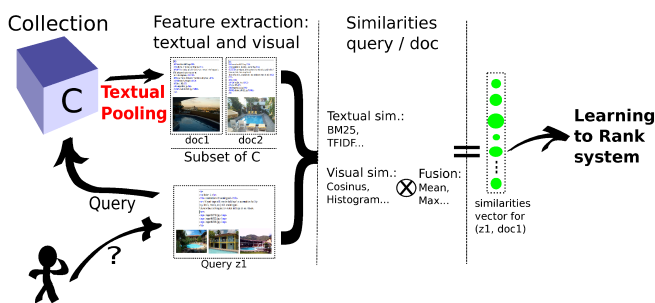 Collection
C
Textual
Pooling
Feature extraction:
textual and visual
doc1
doc2
Subset of C
Query
?
Query z1
Similarities
query / doc
Textual sim.:
BM25,
TFIDF...
Visual sim.:
Cosinus,
Histogram...
Fusion:
Mean,
Max...
=
similarities
vector for
(z1, doc1)
Learning
to Rank
system